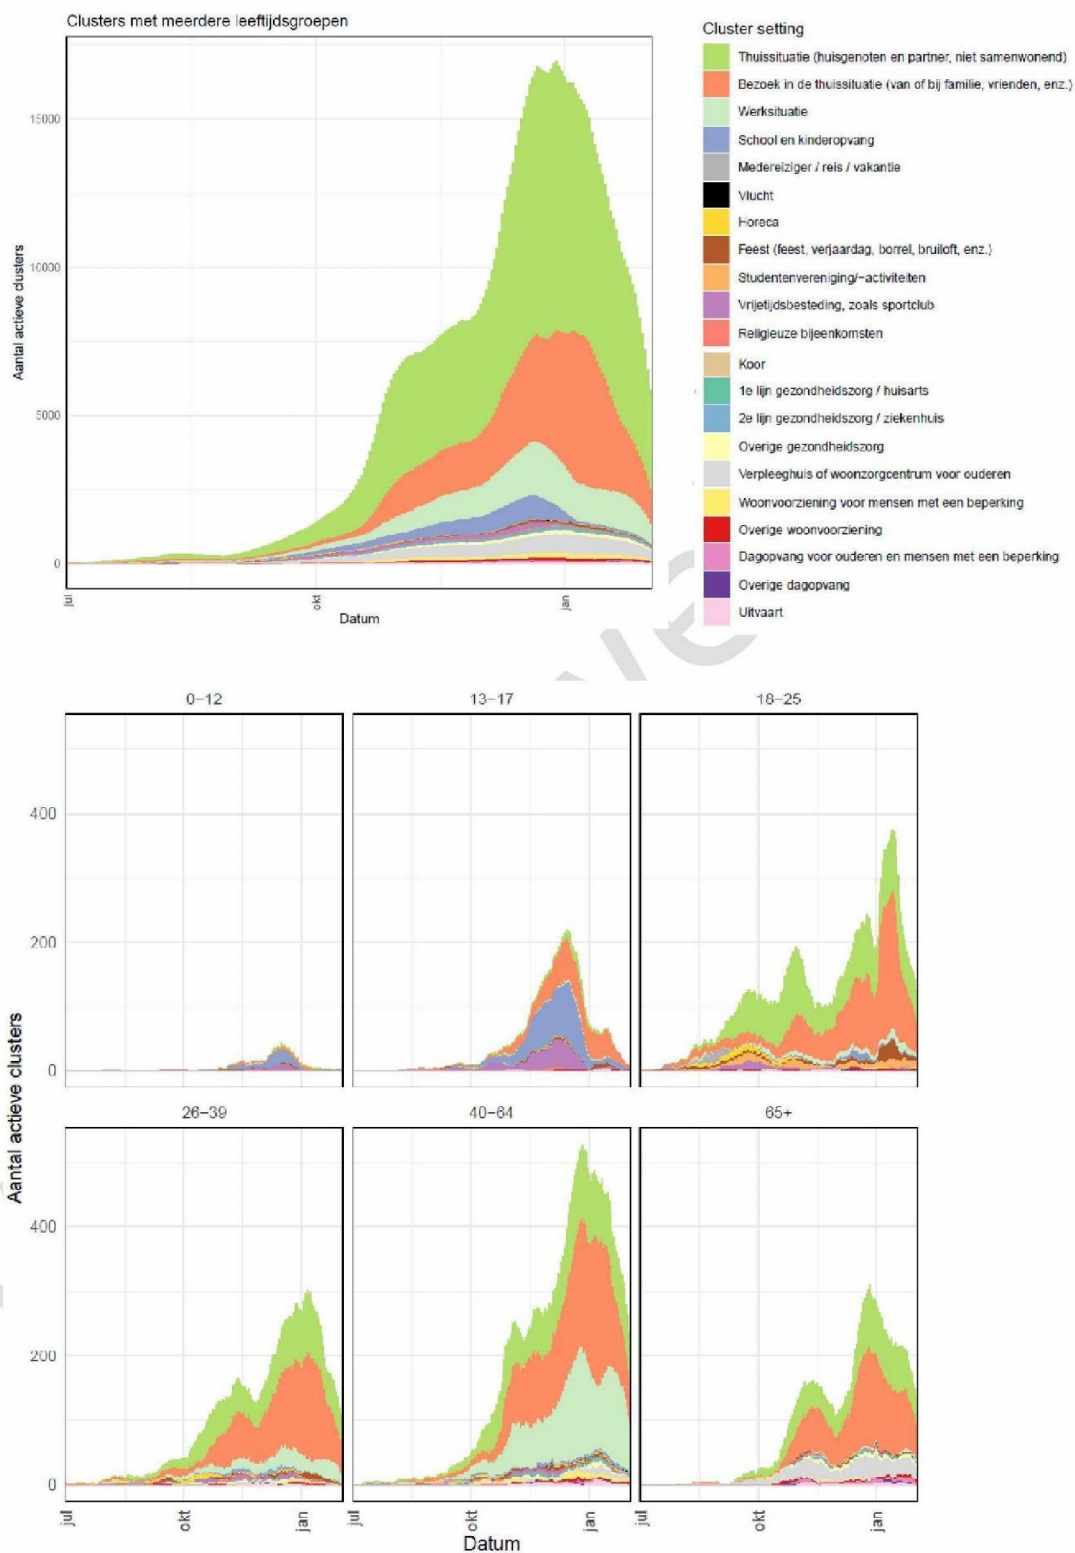 Clusters met meerdere leeftijdsgroepen
Aantal actieve clusters
15000
10000
5000
0
jul
okt
jan
Datum
Cluster setting
Thuissituatie (huisgenoten en partner, niet samenwonend)
Bezoek in de thuissituatie (van of bij familie, vrienden, enz.)
Werksituatie
School en kinderopvang
Medereiziger / reis / vakantie
Vlucht
Horeca
Feest (feest, verjaardag, borrel, bruiloft, enz.)
Studentenvereniging/-activiteiten
Vrijetijdsbesteding, zoals sportclub
Religieuze bijeenkomsten
Koor
1e lijn gezondheidszorg / huisarts
2e lijn gezondheidszorg / ziekenhuis
Overige gezondheidszorg
Verpleeghuis of woonzorgcentrum voor ouderen
Woonvoorziening voor mensen met een beperking
Overige woonvoorziening
Dagopvang voor ouderen en mensen met een beperking
Overige dagopvang
Uitvaart
0-12
13-17
18-25
Aantal actieve clusters
400
200
0
26-39
40-64
65+
400
200
0
jul
okt
jan
jul
okt
jan
jul
okt
jan
Datum